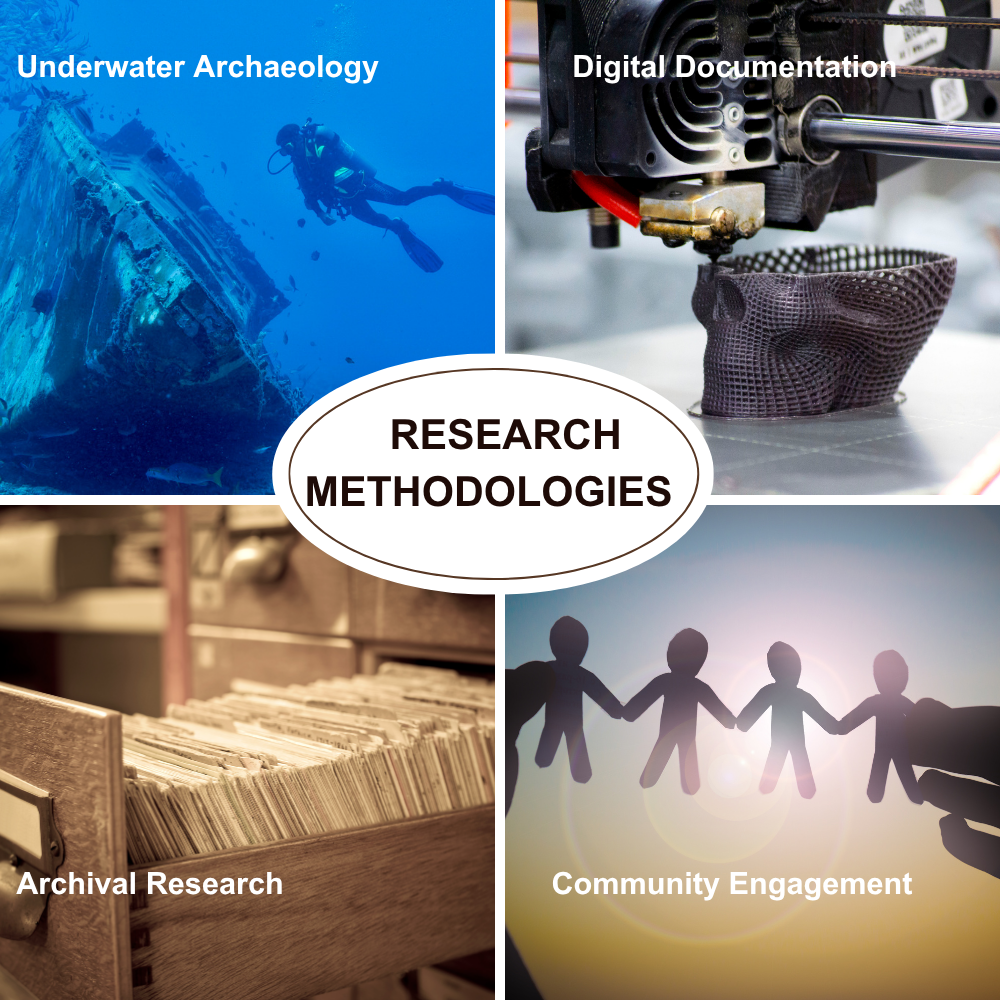 Underwater Archaeology
Digital Documentation
RESEARCH
METHODOLOGIES
Archival Research
Community Engagement